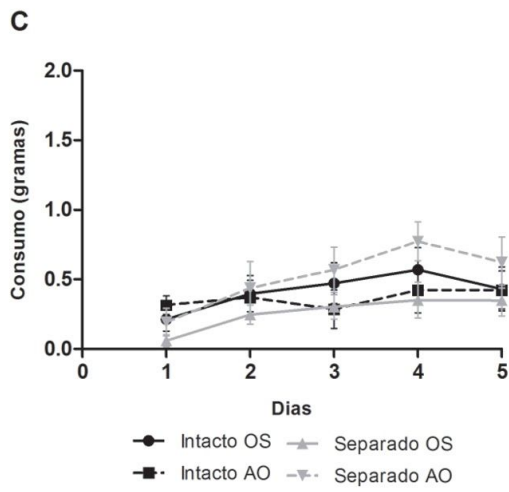 C
Consumo (gramas)
2.0
1.5
1.0
0.5
0.0
0 1 2 3 4 5
Dias
Intacto OS Separado OS
Intacto AO Separado AO